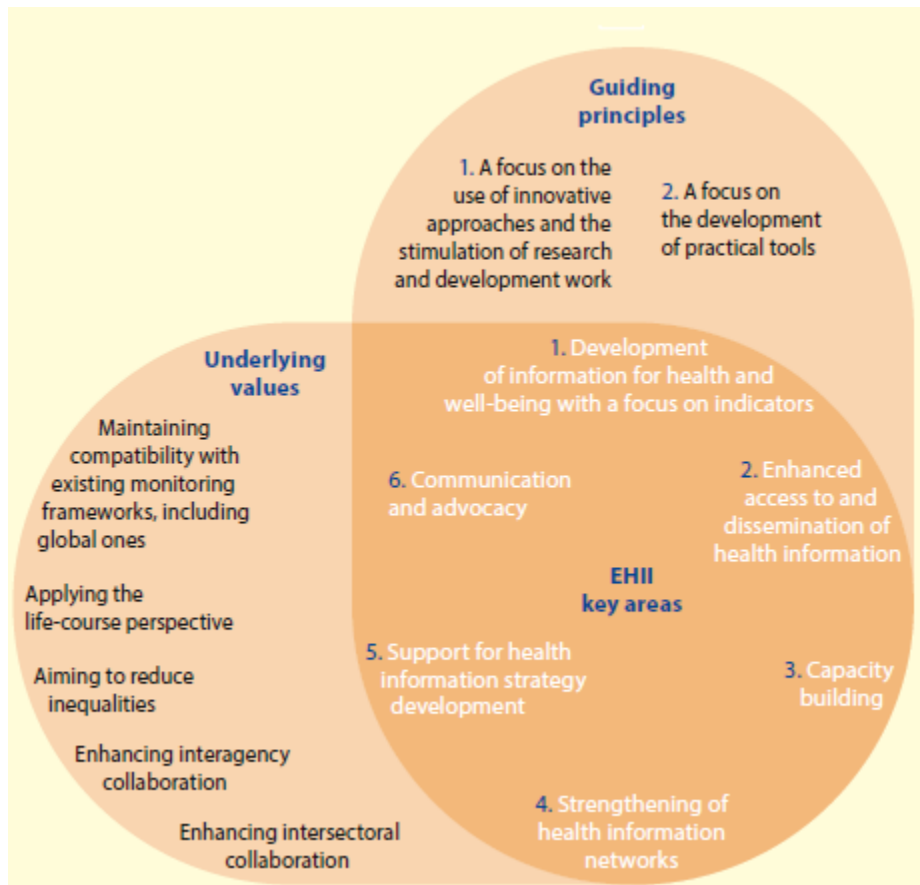 Guiding
principles
1. A focus on the
use of innovative
approaches and the
stimulation of research
and development work
2. A focus on
the development
of practical tools
Underlying
values
Maintaining
compatibility with
existing monitoring
frameworks, including
global ones
Applying the
life-course perspective
Aiming to reduce
inequalities
Enhancing interagency
collaboration
Enhancing intersectoral
collaboration
1. Development
of information for health and
well-being with a focus on indicators
2. Enhanced
access to and
dissemination of
health information
EHII
key areas
3. Capacity
building
4. Strengthening of
health information
networks
5. Support for health
information strategy
development
6. Communication
and advocacy